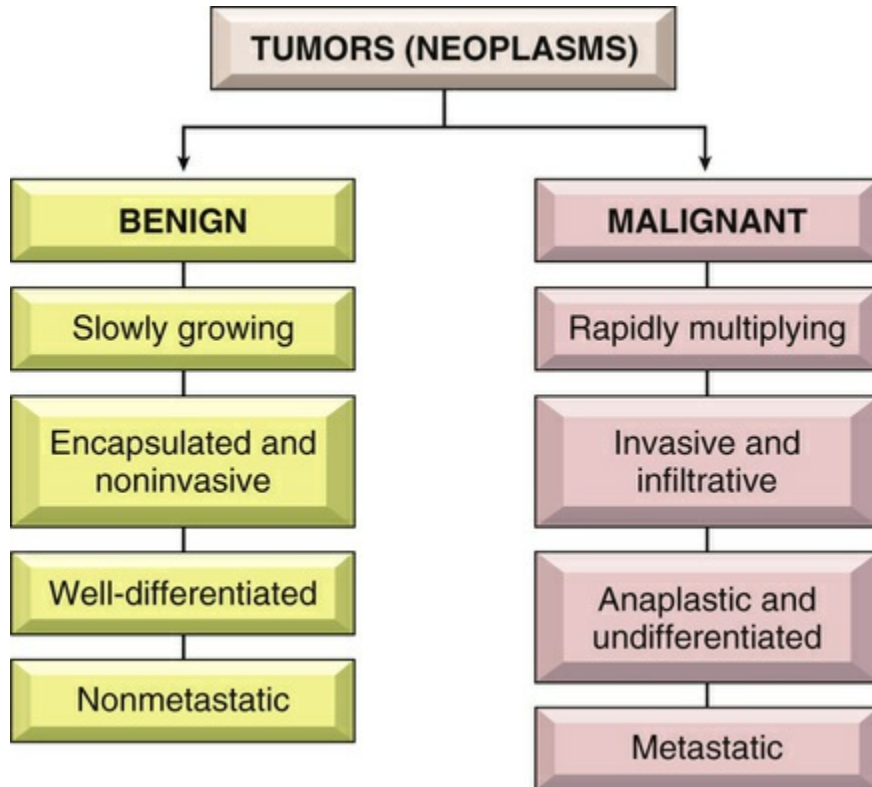 TUMORS (NEOPLASMS)
BENIGN
Slowly growing
Encapsulated and
noninvasive
Well-differentiated
Nonmetastatic
MALIGNANT
Rapidly multiplying
Invasive and
infiltrative
Anaplastic and
undifferentiated
Metastatic